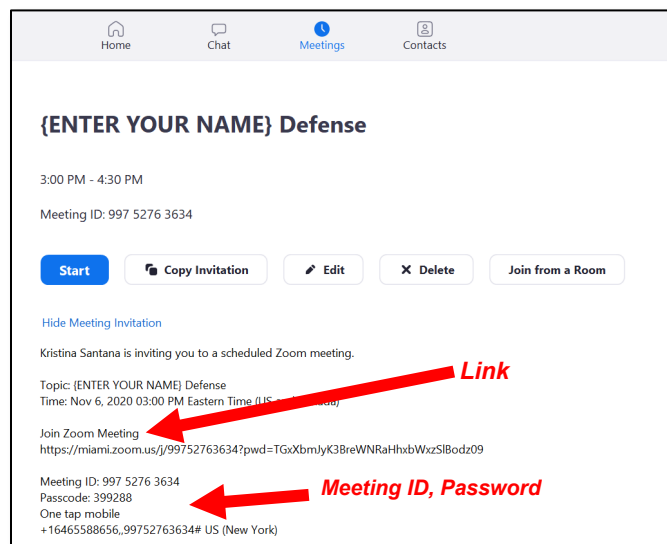 Home Chat Meetings Contacts
{ENTER YOUR NAME} Defense
3:00 PM - 4:30 PM
Meeting ID: 997 5276 3634
Start Copy Invitation Edit Delete Join from a Room
Hide Meeting Invitation
Kristina Santana is inviting you to a scheduled Zoom meeting.
Link
Topic: {ENTER YOUR NAME} Defense
Time: Nov 6, 2020 03:00 PM Eastern Time (US
Join Zoom Meeting
https://miami.zoom.us/j/99752763634?pwd=TGxXbmJyK3BreWNRaHhxbWxzSlBodz09
Meeting ID: 997 5276 3634
Meeting ID, Password
Passcode: 399288
One tap mobile
+16465588656,,99752763634# US (New York)